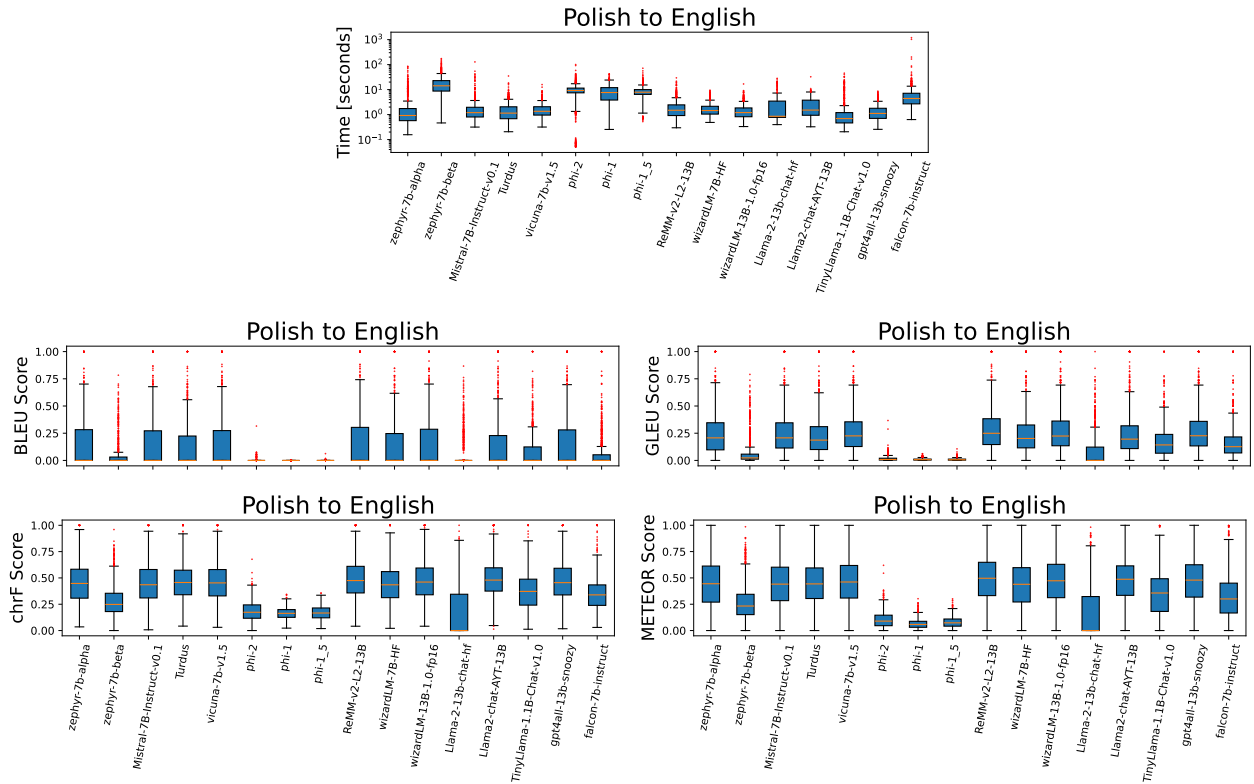 Polish to English
Time [seconds]
10³
10²
10¹
10⁰
10⁻¹
zephyr-7b-alpha
zephyr-7b-beta
Mistral-7B-Instruct-v0.1
Turdus
vicuna-7b-v1.5
phi-2
phi-1
phi-1_5
ReMM-v2-L2-13B
wizardLM-7B-HF
wizardLM-13B-1.0-fp16
Llama-2-13b-chat-hf
Llama2-chat-AYT-13B
TinyLlama-1.1B-Chat-v1.0
gpt4all-13b-snoozy
falcon-7b-instruct
Polish to English
BLEU Score
1.00
0.75
0.50
0.25
0.00
Polish to English
GLEU Score
1.00
0.75
0.50
0.25
0.00
Polish to English
chrF Score
1.00
0.75
0.50
0.25
0.00
zephyr-7b-alpha
zephyr-7b-beta
Mistral-7B-Instruct-v0.1
Turdus
vicuna-7b-v1.5
phi-2
phi-1
phi-1_5
ReMM-v2-L2-13B
wizardLM-7B-HF
wizardLM-13B-1.0-fp16
Llama-2-13b-chat-hf
Llama2-chat-AYT-13B
TinyLlama-1.1B-Chat-v1.0
gpt4all-13b-snoozy
falcon-7b-instruct
Polish to English
METEOR Score
1.00
0.75
0.50
0.25
0.00
zephyr-7b-alpha
zephyr-7b-beta
Mistral-7B-Instruct-v0.1
Turdus
vicuna-7b-v1.5
phi-2
phi-1
phi-1_5
ReMM-v2-L2-13B
wizardLM-7B-HF
wizardLM-13B-1.0-fp16
Llama-2-13b-chat-hf
Llama2-chat-AYT-13B
TinyLlama-1.1B-Chat-v1.0
gpt4all-13b-snoozy
falcon-7b-instruct